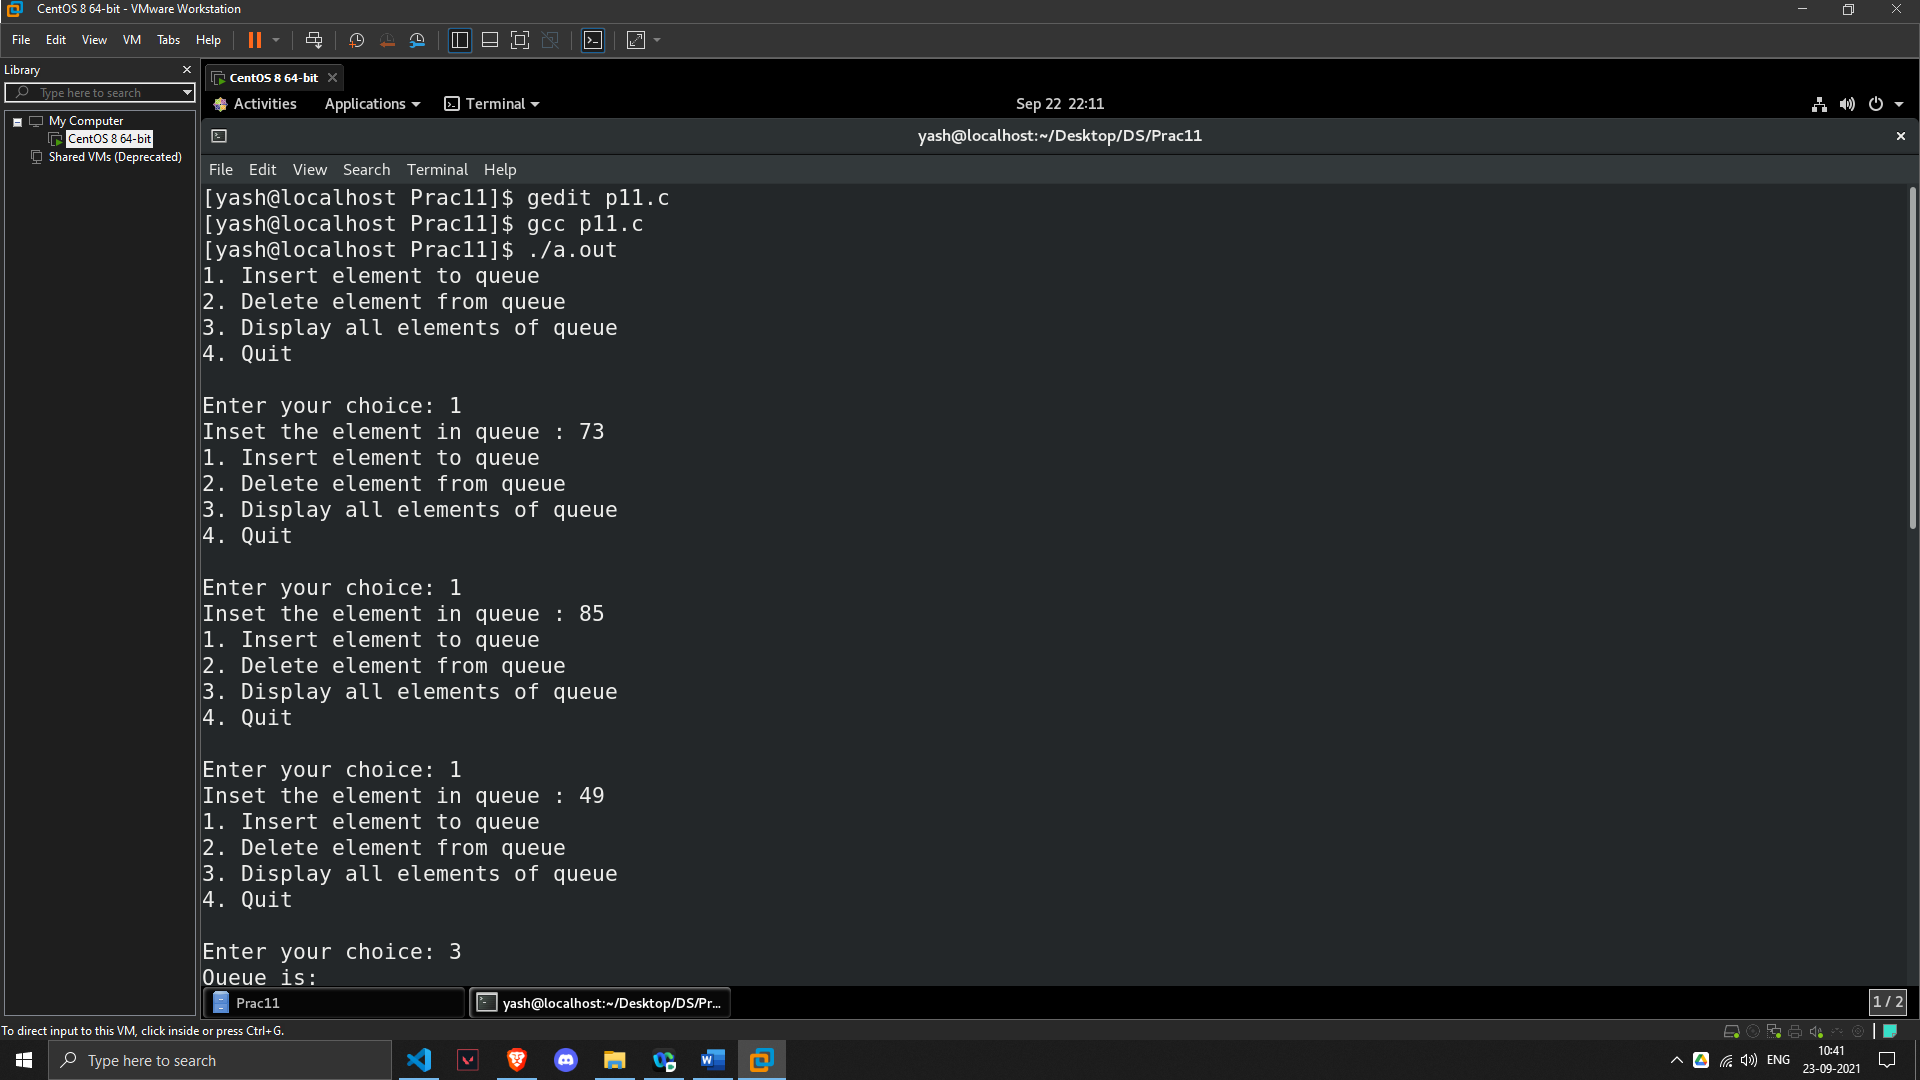 CentOS 8 64-bit - VMware Workstation
File Edit View VM Tabs Help
Library
Type here to search
My Computer
CentOS 8 64-bit
Shared VMs (Deprecated)
CentOS 8 64-bit
Activities Applications Terminal Sep 22 22:11
yash@localhost:~/Desktop/DS/Prac11
File Edit View Search Terminal Help
[yash@localhost Prac11]$ gedit p11.c
[yash@localhost Prac11]$ gcc p11.c
[yash@localhost Prac11]$ ./a.out
1. Insert element to queue
2. Delete element from queue
3. Display all elements of queue
4. Quit
Enter your choice: 1
Inset the element in queue : 73
1. Insert element to queue
2. Delete element from queue
3. Display all elements of queue
4. Quit
Enter your choice: 1
Inset the element in queue : 85
1. Insert element to queue
2. Delete element from queue
3. Display all elements of queue
4. Quit
Enter your choice: 1
Inset the element in queue : 49
1. Insert element to queue
2. Delete element from queue
3. Display all elements of queue
4. Quit
Enter your choice: 3
Queue is:
Prac11
yash@localhost:~/Desktop/DS/Pr...
1 / 2
To direct input to this VM, click inside or press Ctrl+G.
Type here to search
ENG
10:41
23-09-2021